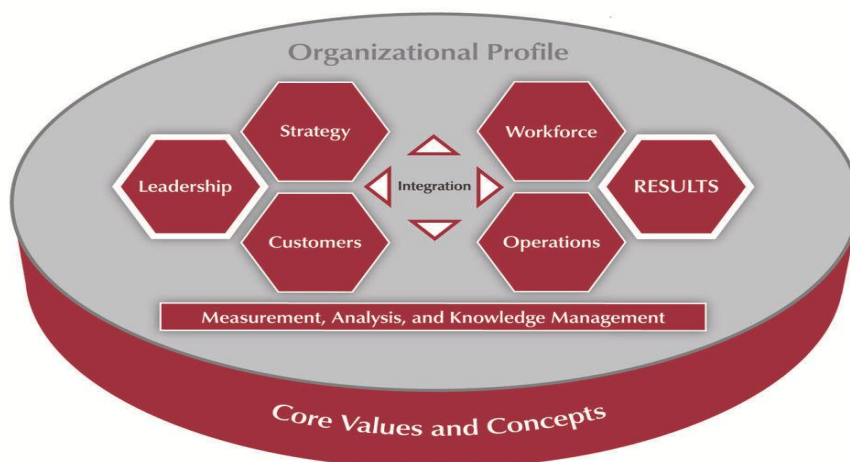 Organizational Profile
Strategy
Workforce
Leadership
Integration
RESULTS
Customers
Operations
Measurement, Analysis, and Knowledge Management
Core Values and Concepts